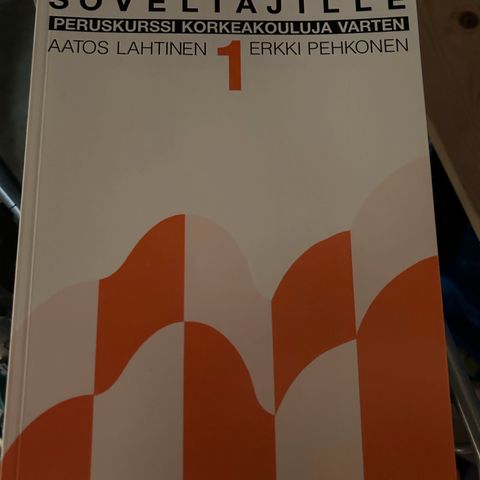 SOVELTAJILLE
PERUSKURSSI KORKEAKOULUJA VARTEN
AATOS LAHTINEN 1 ERKKI PEHKONEN